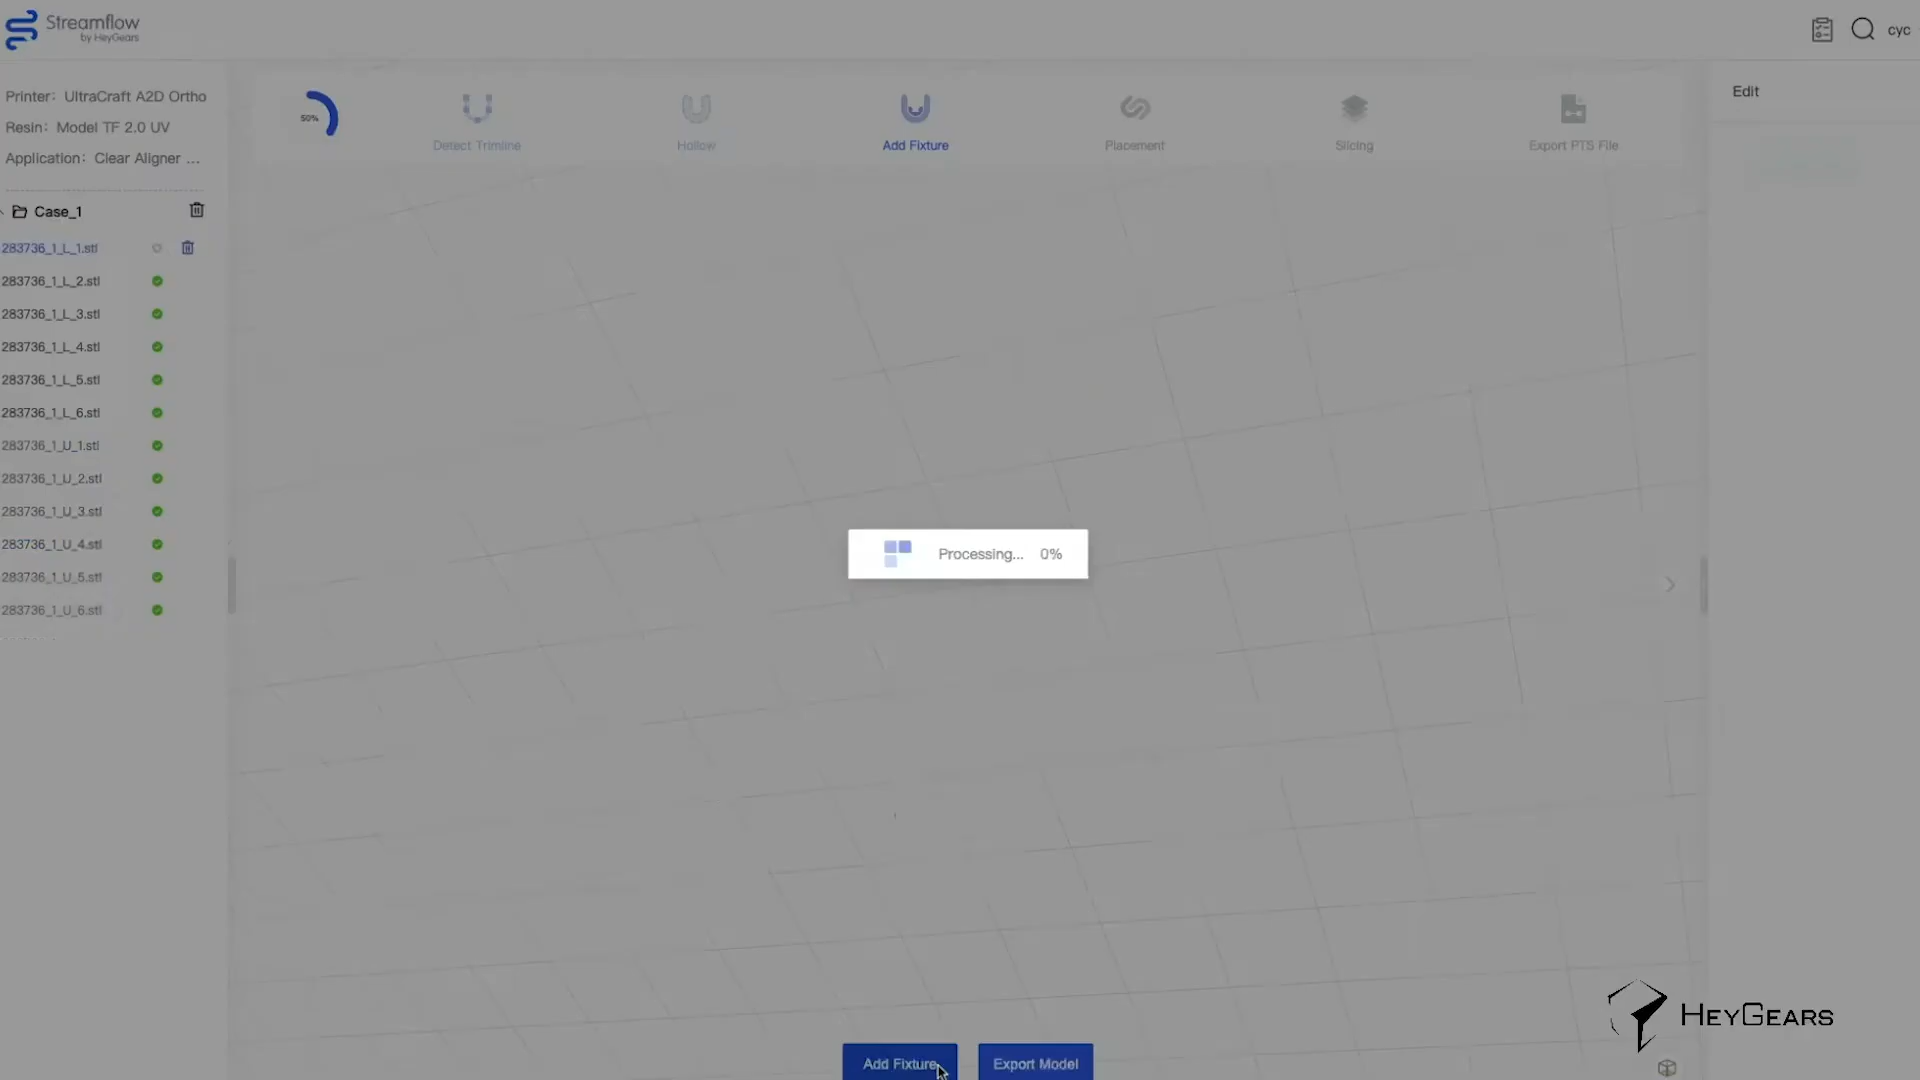 Streamflow
by HeyGears
cyc
Printer: UltraCraft A2D Ortho
Resin: Model TF 2.0 UV
Application: Clear Aligner ...
50%
Detect Trimline
Hollow
Add Fixture
Placement
Slicing
Export PTS File
Edit
Case_1
283736_1_L_1.stl
283736_1_L_2.stl
283736_1_L_3.stl
283736_1_L_4.stl
283736_1_L_5.stl
283736_1_L_6.stl
283736_1_U_1.stl
283736_1_U_2.stl
283736_1_U_3.stl
283736_1_U_4.stl
283736_1_U_5.stl
283736_1_U_6.stl
Processing... 0%
HEYGEARS
Add Fixture
Export Model